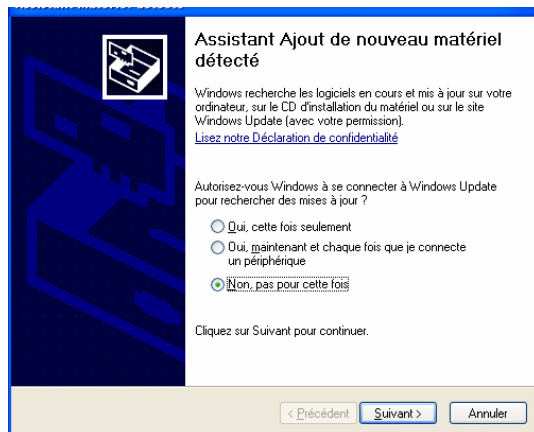 Assistant Matériel détecté
Assistant Ajout de nouveau matériel
détecté
Windows recherche les logiciels en cours et mis à jour sur votre
ordinateur, sur le CD d'installation du matériel ou sur le site
Windows Update (avec votre permission).
Lisez notre Déclaration de confidentialité
Autorisez-vous Windows à se connecter à Windows Update
pour rechercher des mises à jour ?
Oui, cette fois seulement
Oui, maintenant et chaque fois que je connecte
un périphérique
Non, pas pour cette fois
Cliquez sur Suivant pour continuer.
< Précédent Suivant > Annuler